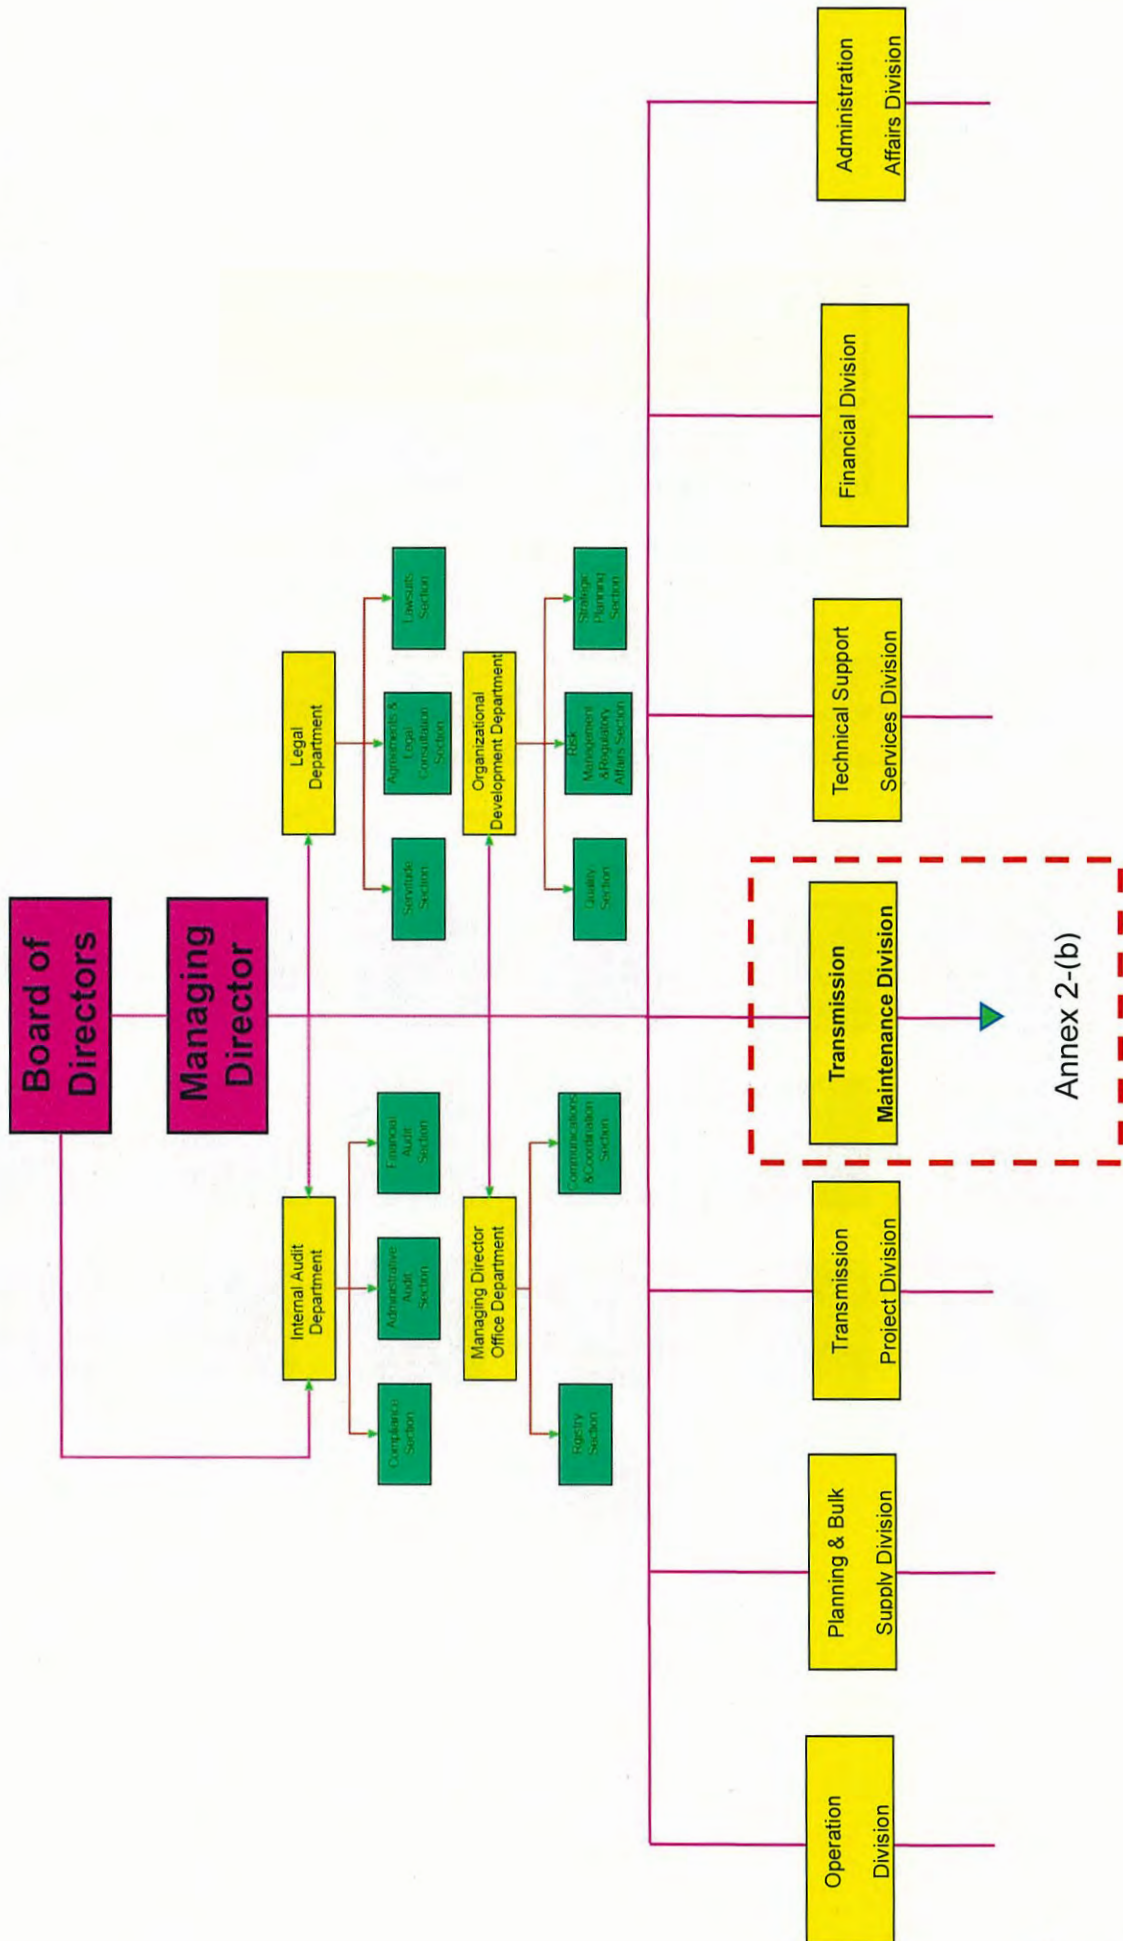 Board of
Directors
Managing
Director
Internal Audit
Department
Legal
Department
Compliance
Section
Administrative
Audit
Section
Financial
Audit
Section
Servitude
Section
Agreements &
Legal
Consultation
Section
Lawsuits
Section
Managing Director
Office Department
Organizational
Development Department
Rgistry
Section
Communications
&Coordination
Section
Quality
Section
Risk
Management
&Rogulatory
Affairs Section
Strategic
Planning
Section
Operation
Division
Planning & Bulk
Supply Division
Transmission
Project Division
Transmission
Maintenance Division
Technical Support
Services Division
Financial Division
Administration
Affairs Division
Annex 2-(b)